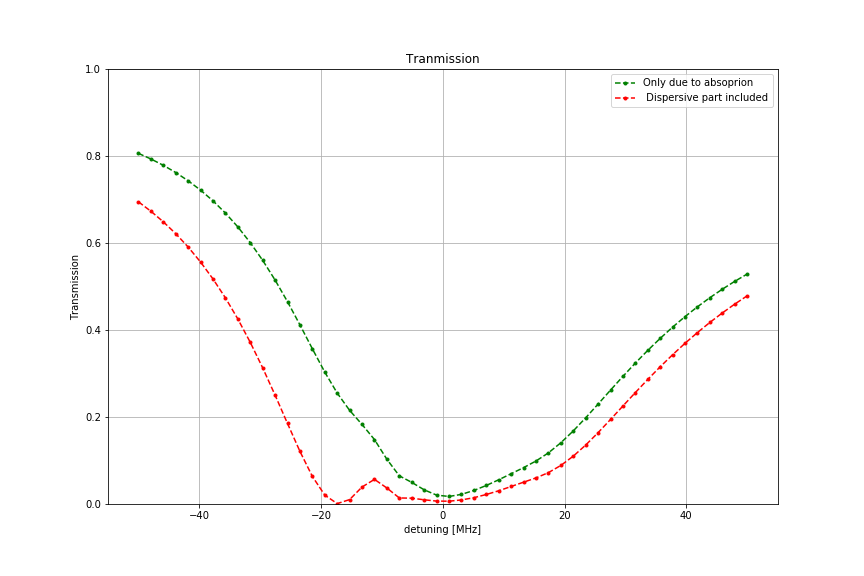 Tranmission
1.0
0.8
0.6
0.4
0.2
0.0
Transmission
Only due to absoprion
Dispersive part included
−40
−20
0
20
40
detuning [MHz]